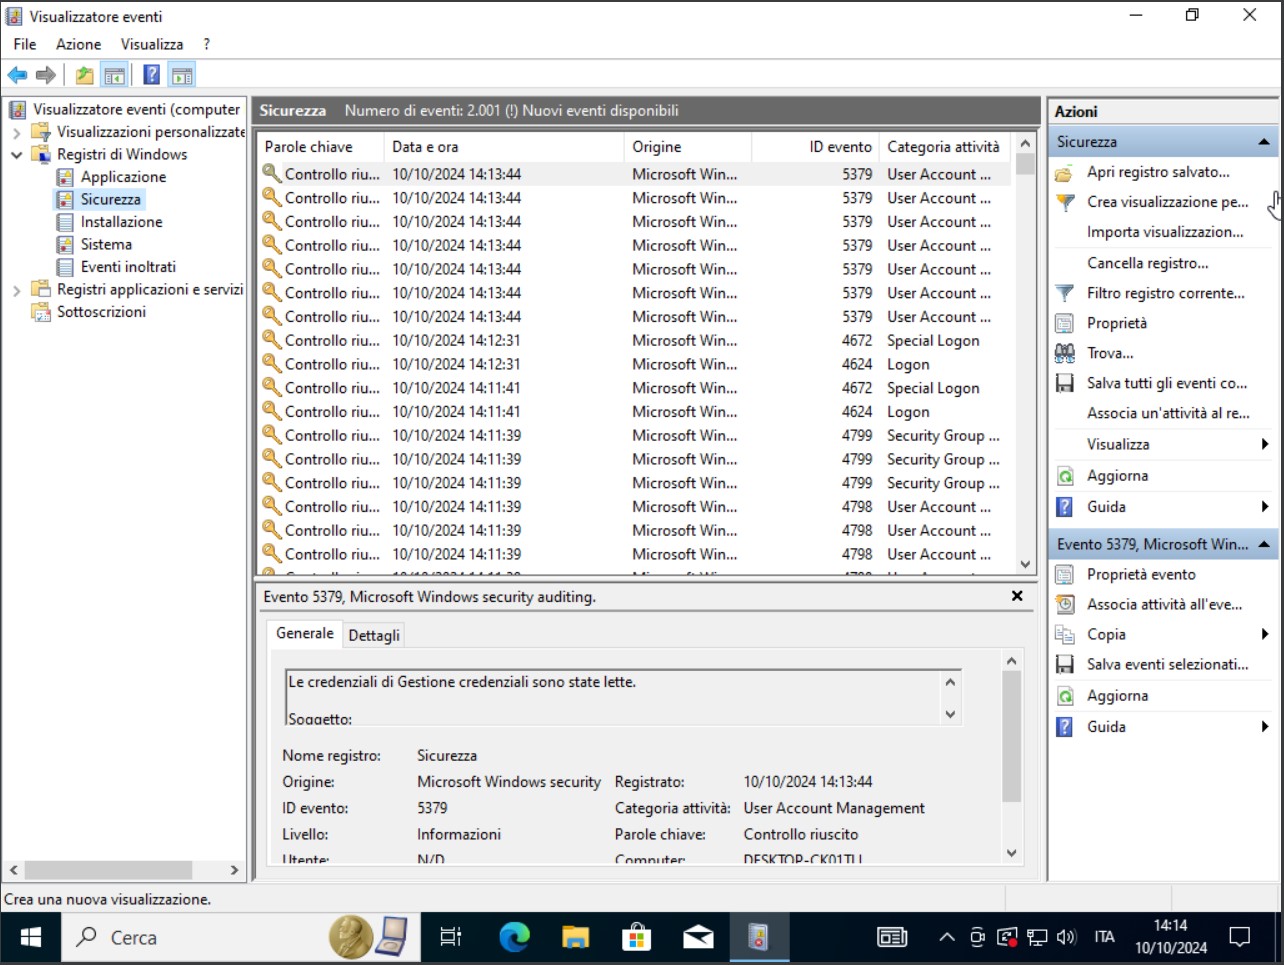 Visualizzatore eventi
File Azione Visualizza ?
Visualizzatore eventi (computer
Visualizzazioni personalizzate
Registri di Windows
Applicazione
Sicurezza
Installazione
Sistema
Eventi inoltrati
Registri applicazioni e servizi
Sottoscrizioni
Sicurezza Numero di eventi: 2.001 (!) Nuovi eventi disponibili
Parole chiave Data e ora Origine ID evento Categoria attività
Controllo riu... 10/10/2024 14:13:44 Microsoft Win... 5379 User Account ...
Controllo riu... 10/10/2024 14:13:44 Microsoft Win... 5379 User Account ...
Controllo riu... 10/10/2024 14:13:44 Microsoft Win... 5379 User Account ...
Controllo riu... 10/10/2024 14:13:44 Microsoft Win... 5379 User Account ...
Controllo riu... 10/10/2024 14:13:44 Microsoft Win... 5379 User Account ...
Controllo riu... 10/10/2024 14:13:44 Microsoft Win... 5379 User Account ...
Controllo riu... 10/10/2024 14:13:44 Microsoft Win... 5379 User Account ...
Controllo riu... 10/10/2024 14:12:31 Microsoft Win... 4672 Special Logon
Controllo riu... 10/10/2024 14:12:31 Microsoft Win... 4624 Logon
Controllo riu... 10/10/2024 14:11:41 Microsoft Win... 4672 Special Logon
Controllo riu... 10/10/2024 14:11:41 Microsoft Win... 4624 Logon
Controllo riu... 10/10/2024 14:11:39 Microsoft Win... 4799 Security Group ...
Controllo riu... 10/10/2024 14:11:39 Microsoft Win... 4799 Security Group ...
Controllo riu... 10/10/2024 14:11:39 Microsoft Win... 4799 Security Group ...
Controllo riu... 10/10/2024 14:11:39 Microsoft Win... 4798 User Account ...
Controllo riu... 10/10/2024 14:11:39 Microsoft Win... 4798 User Account ...
Controllo riu... 10/10/2024 14:11:39 Microsoft Win... 4798 User Account ...
Evento 5379, Microsoft Windows security auditing.
Generale Dettagli
Le credenziali di Gestione credenziali sono state lette.
Soggetto:
Nome registro: Sicurezza
Origine: Microsoft Windows security Registrato: 10/10/2024 14:13:44
ID evento: 5379 Categoria attività: User Account Management
Livello: Informazioni Parole chiave: Controllo riuscito
Utente: N/D Computer:
Azioni
Sicurezza
Apri registro salvato...
Crea visualizzazione pe...
Importa visualizzazion...
Cancella registro...
Filtro registro corrente...
Proprietà
Trova...
Salva tutti gli eventi co...
Associa un'attività al re...
Visualizza
Aggiorna
Guida
Evento 5379, Microsoft Win...
Proprietà evento
Associa attività all'eve...
Copia
Salva eventi selezionati...
Aggiorna
Guida
Crea una nuova visualizzazione.
Cerca
ITA
14:14
10/10/2024